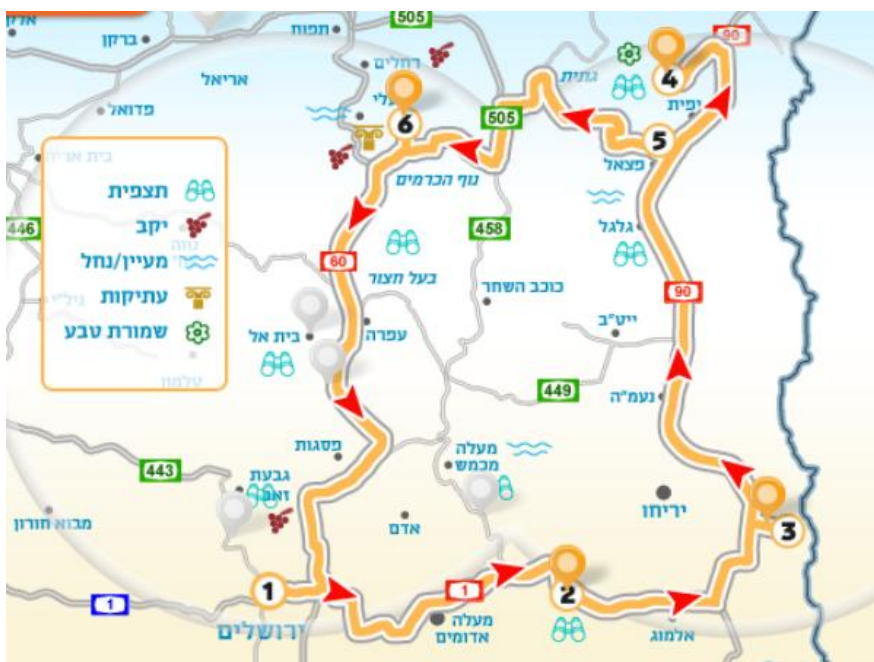 505
90
תפוח
ברקן
רחלים
אריאל
גתית
4
פדואל
יפית
6
505
5
פצאל
נוף הכרמים
תצפית
יקב
מעיין/נחל
עתיקות
שמורת טבע
446
גלגל
458
60
בעל חצור
כוכב השחר
90
ייט"ב
בית אל
עפרה
449
נעמ"ה
פסגות
מעלה
מכמש
443
גבעת
זאב
יריחו
מבוא חורון
אדם
3
1
1
1
2
ירושלים
מעלה
אדומים
אלמוג